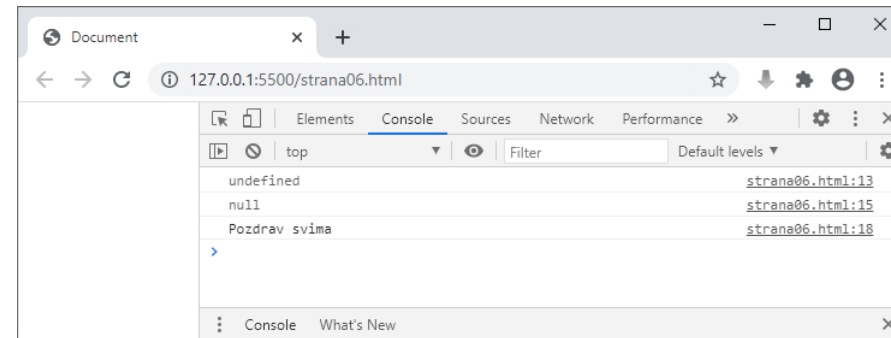 Document
127.0.0.1:5500/strana06.html
Elements Console Sources Network Performance »
top Filter Default levels
undefined strana06.html:13
null strana06.html:15
Pozdrav svima strana06.html:18
Console What's New